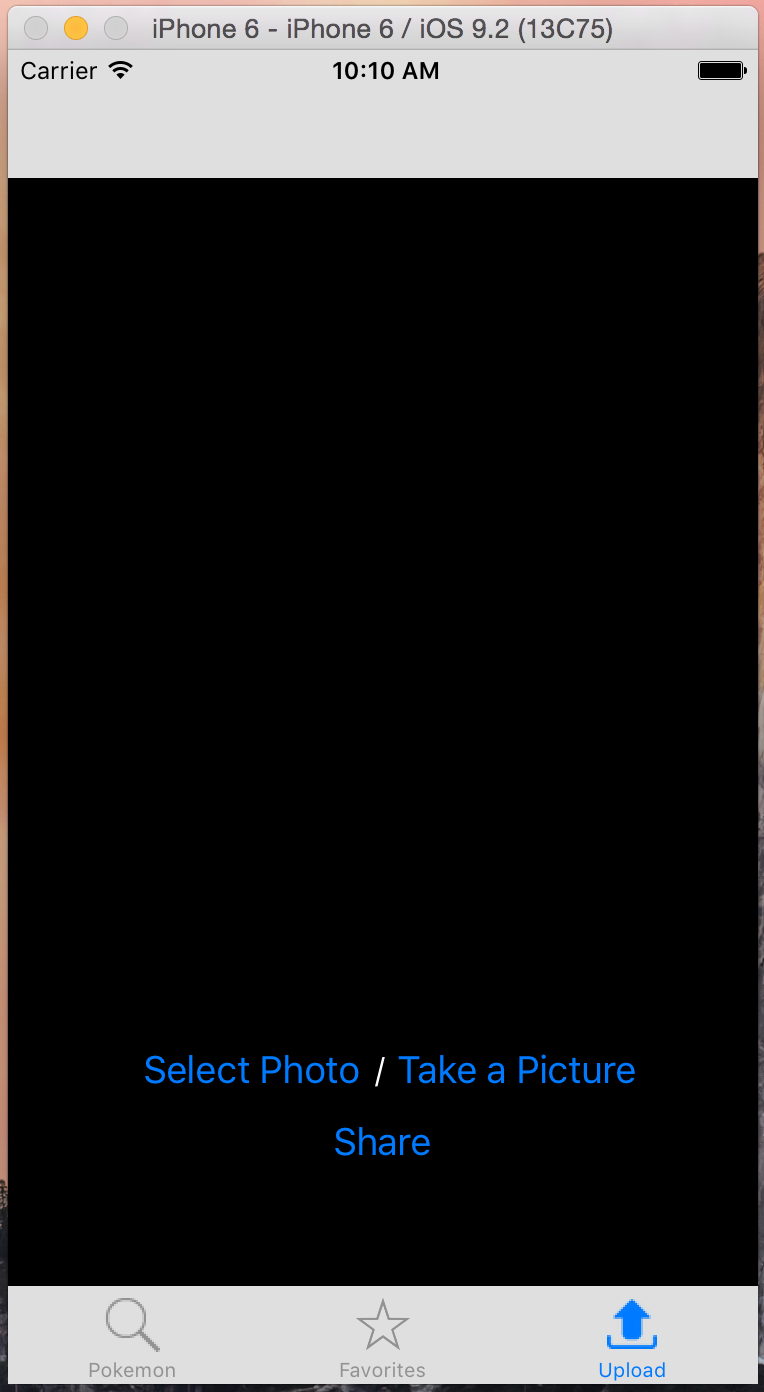 iPhone 6 - iPhone 6 / iOS 9.2 (13C75)
Carrier 10:10 AM
Select Photo / Take a Picture
Share
Pokemon Favorites Upload